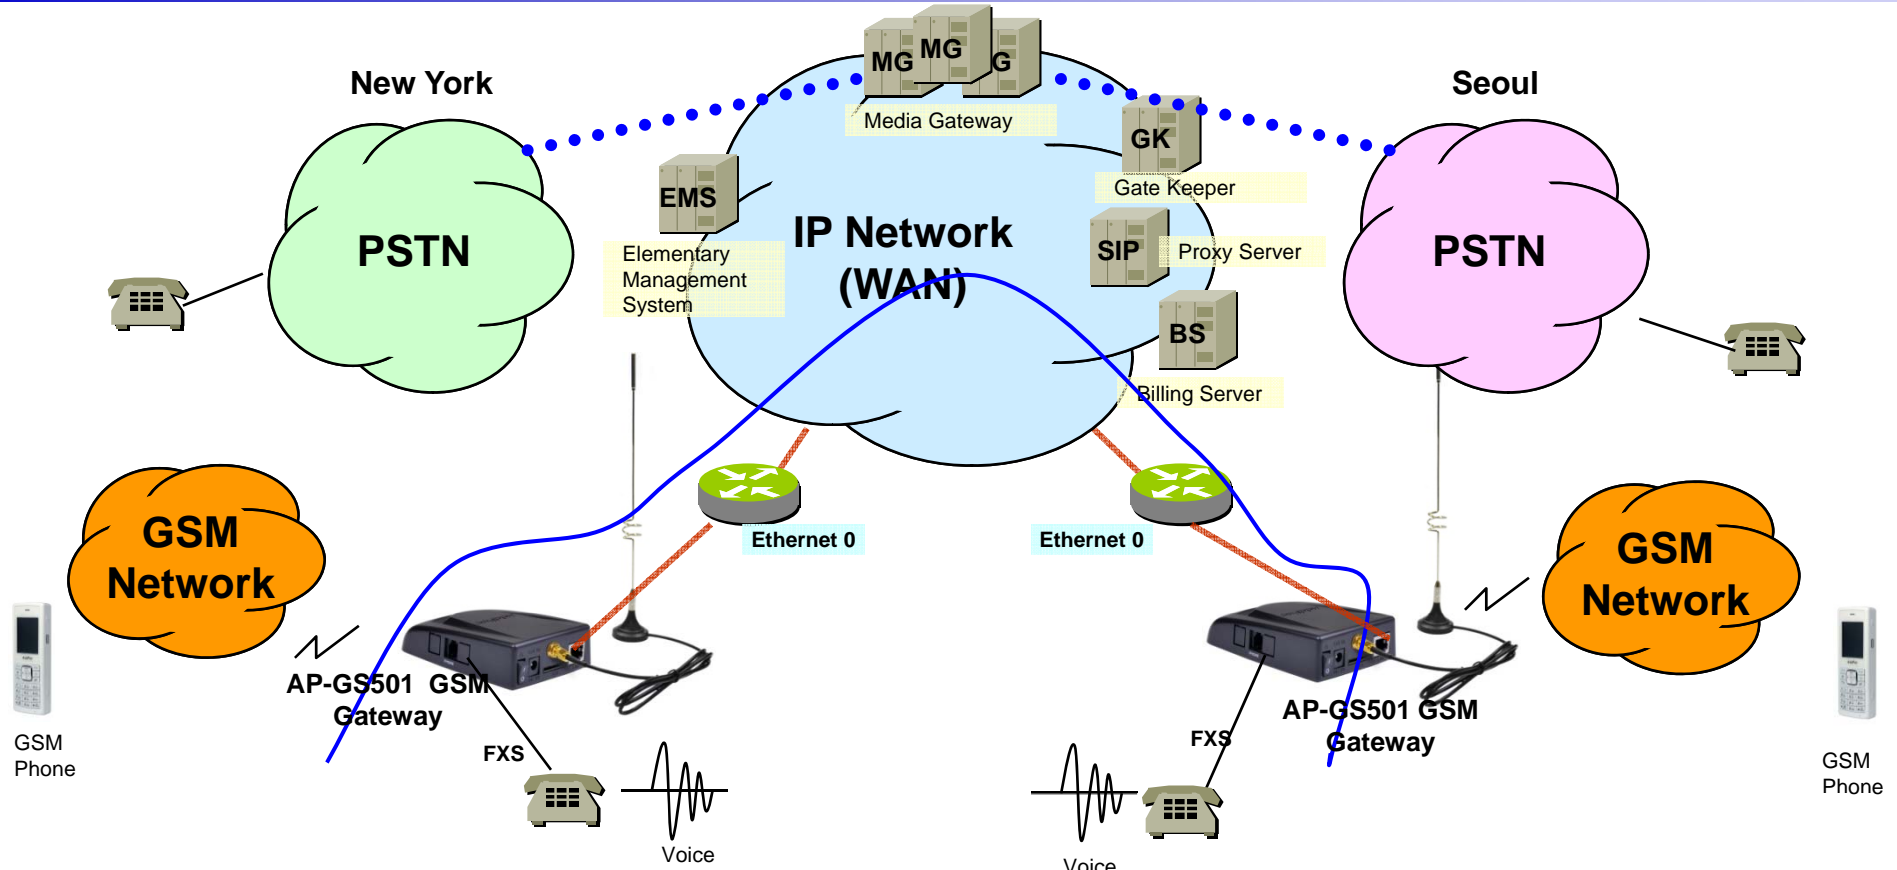 New York
Seoul
MG
MG
G
Media Gateway
GK
Gate Keeper
EMS
Elementary
Management
System
IP Network
(WAN)
SIP
Proxy Server
BS
Billing Server
PSTN
PSTN
Ethernet 0
Ethernet 0
GSM
Network
GSM
Network
AP-GS501 GSM
Gateway
AP-GS501 GSM
Gateway
GSM
Phone
FXS
Voice
FXS
Voice
GSM
Phone